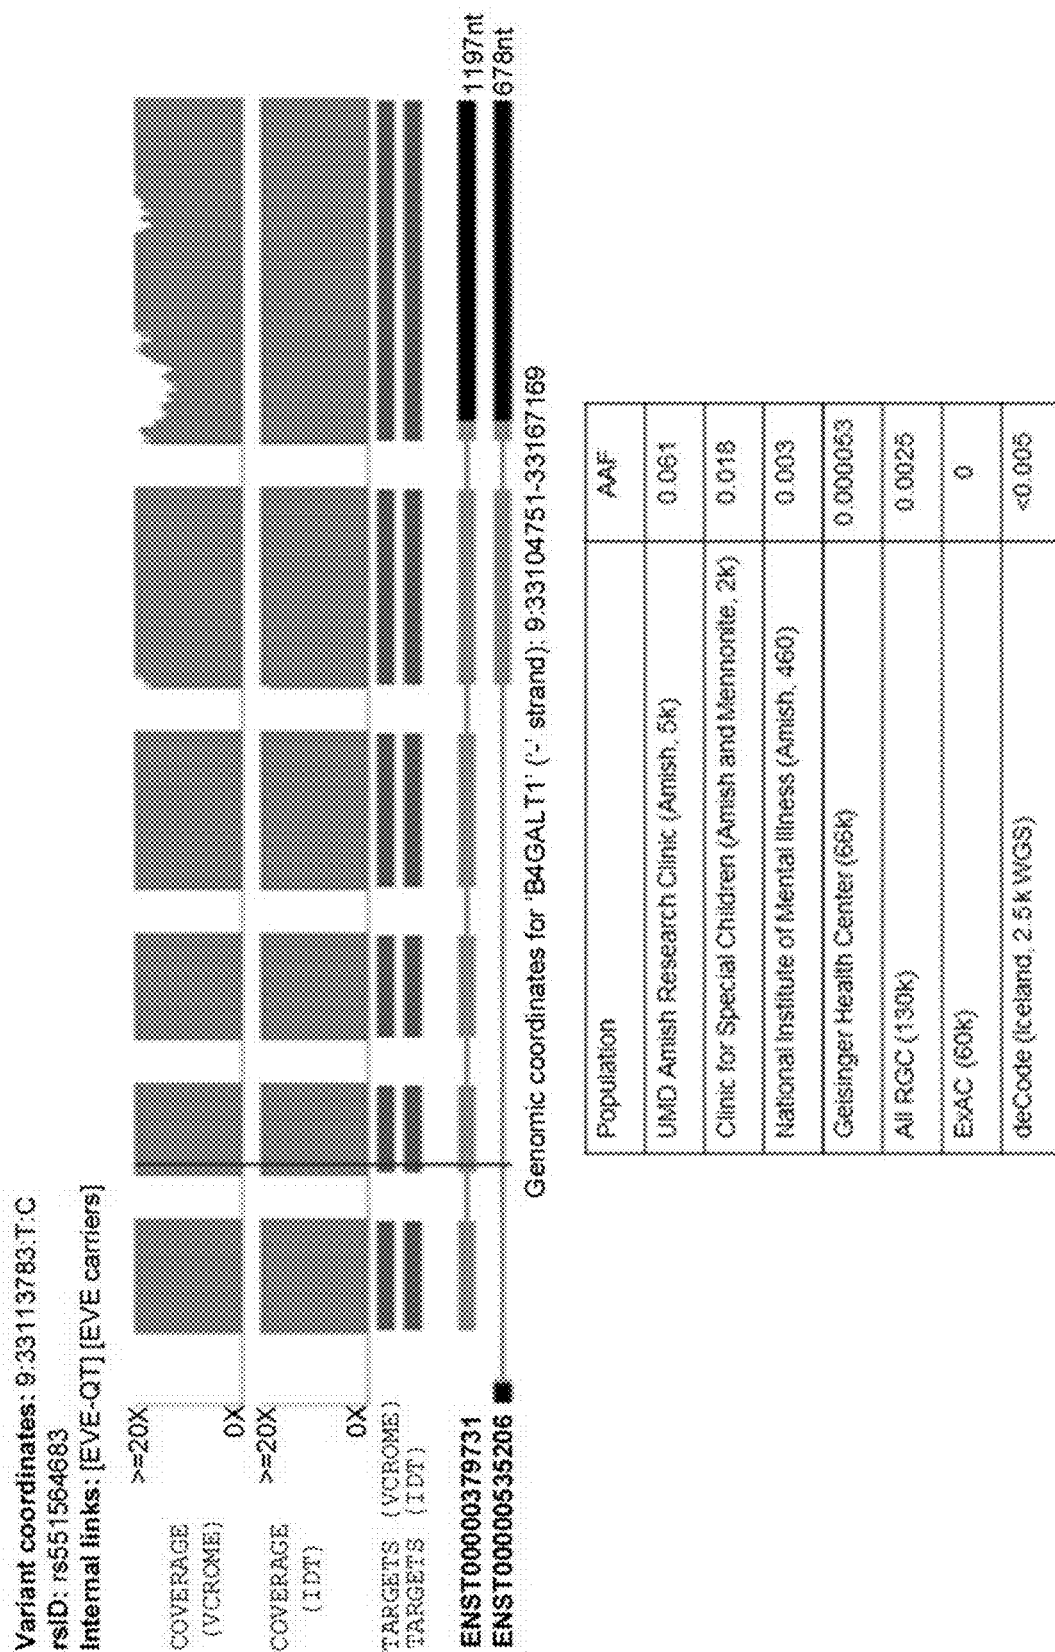 Variant coordinates: 9:33113783:T:C
rsID: rs551564683
Internal links: [EVE-QT] [EVE carriers]
>=20X
COVERAGE
(VCROME)
0X
>=20X
COVERAGE
(IDT)
0X
TARGETS (VCROME)
TARGETS (IDT)
ENST00000379731
1197nt
ENST00000535206
678nt
Genomic coordinates for 'B4GALT1' ('-' strand): 9:33104751-33167169
Population AAF
UMD Amish Research Clinic (Amish, 5k) 0.061
Clinic for Special Children (Amish and Mennonite, 2k) 0.018
National Institute of Mental Illness (Amish, 460) 0.003
Geisinger Health Center (66k) 0.000053
All RGC (130k) 0.0025
ExAC (60k) 0
deCode (Iceland, 2.5 k WGS) <0.005